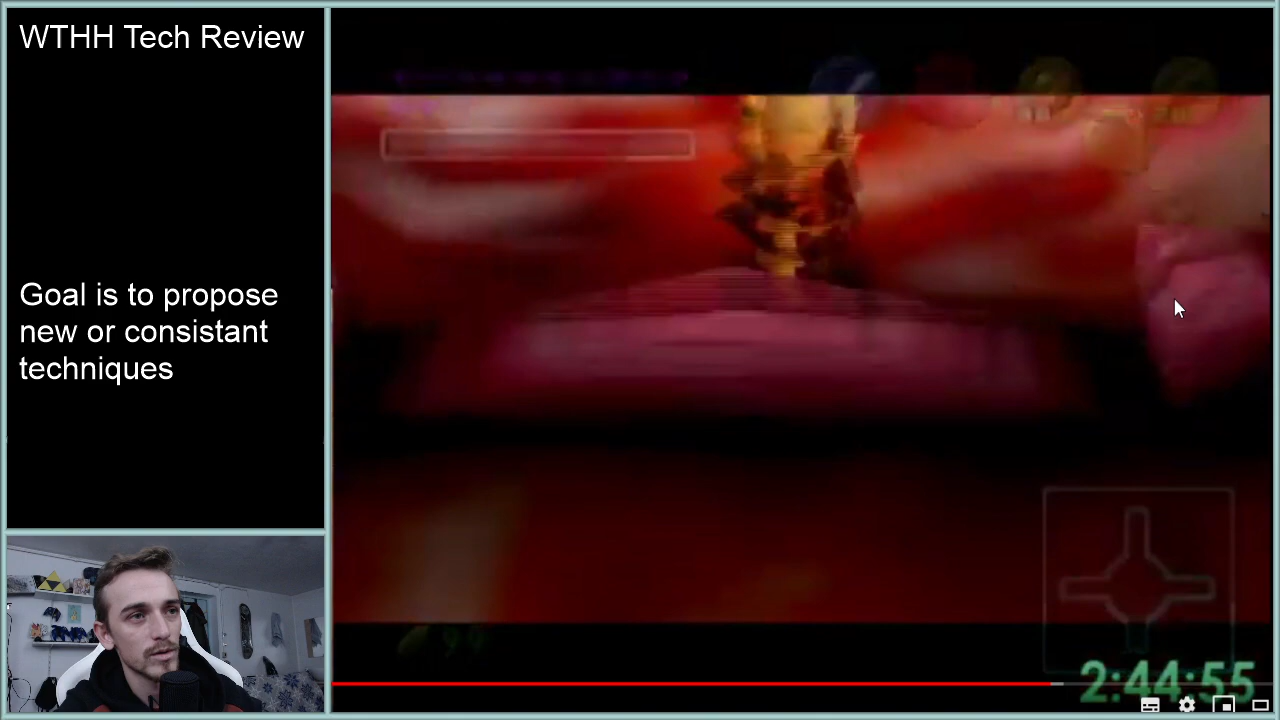 WTHH Tech Review
Goal is to propose
new or consistant
techniques
2:44:55